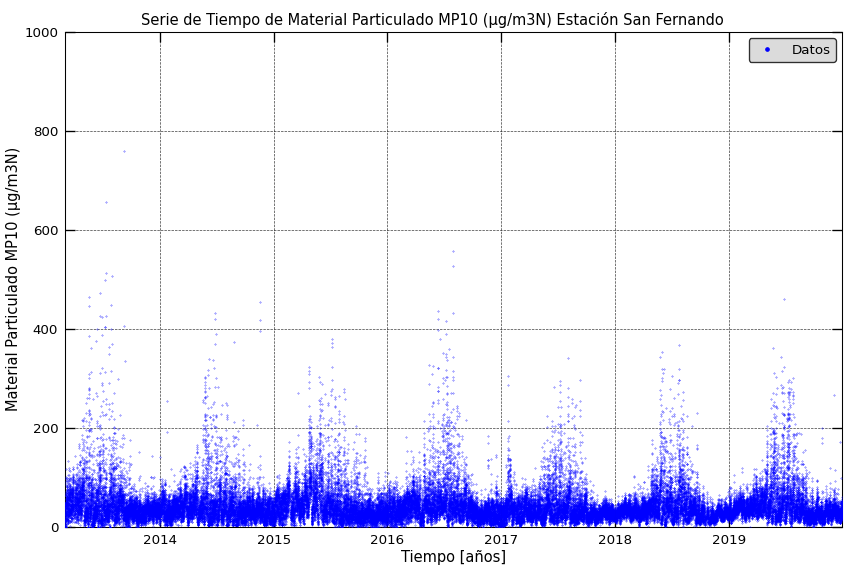 Serie de Tiempo de Material Particulado MP10 (µg/m3N) Estación San Fernando
Datos
Material Particulado MP10 (µg/m3N)
1000
800
600
400
200
0
2014 2015 2016 2017 2018 2019
Tiempo [años]